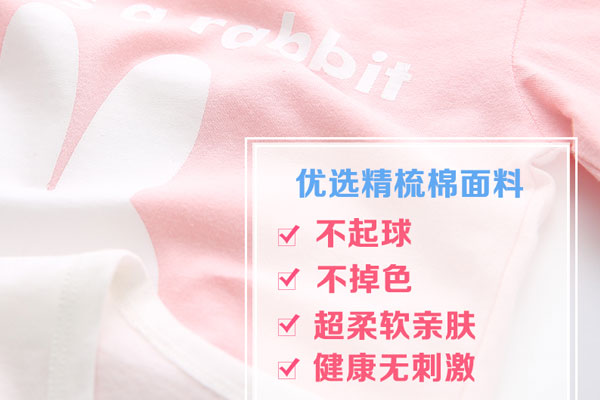 s a rabbit
优选精梳棉面料
不起球
不掉色
超柔软亲肤
健康无刺激